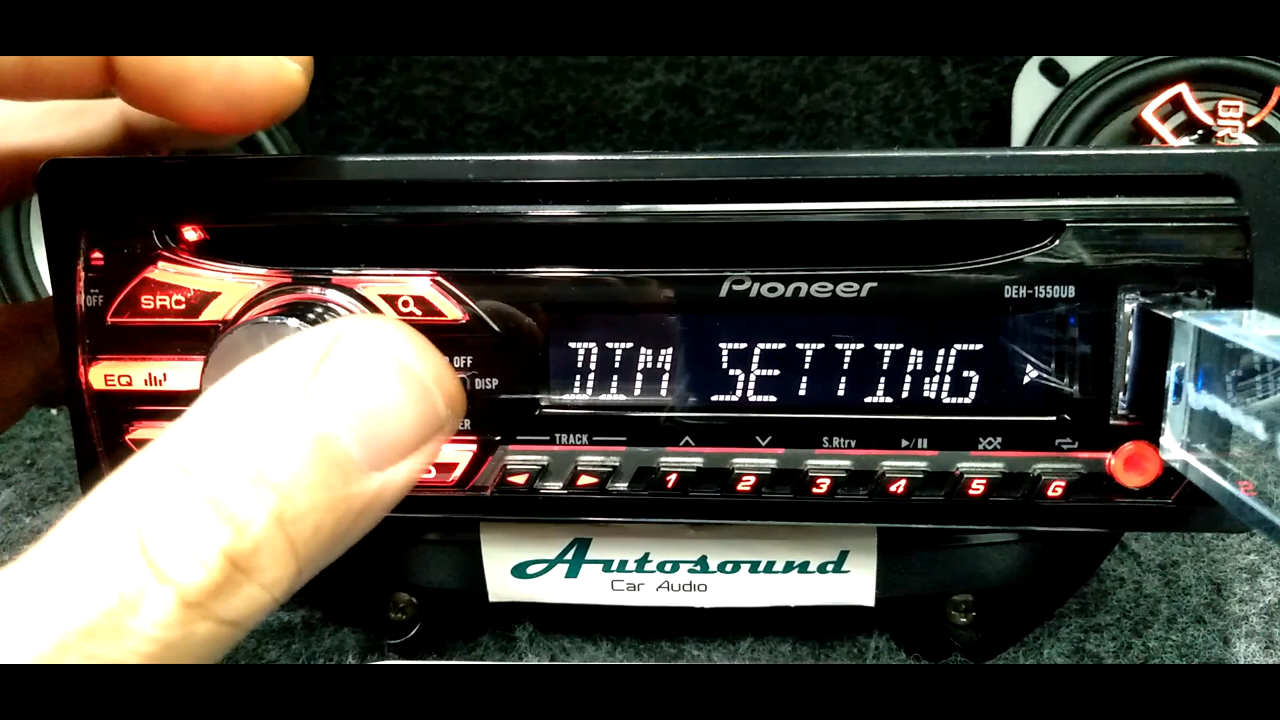 Pioneer
DEH-1550UB
OFF
SRC
EQ
OFF
DISP
DIM SETTING
TRACK
S.Rtrv
1 2 3 4 5 6
Autosound
Car Audio